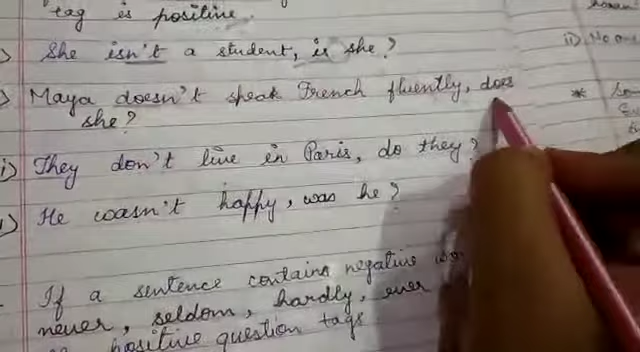 tag is positive.
She isn't a student, is she?
Maya doesn't speak French fluently, does
she?
i) They don't live in Paris, do they?
He wasn't happy, was he?
If a sentence contains negative
never, seldom, hardly, ever
positive question tags
ii) No one
*